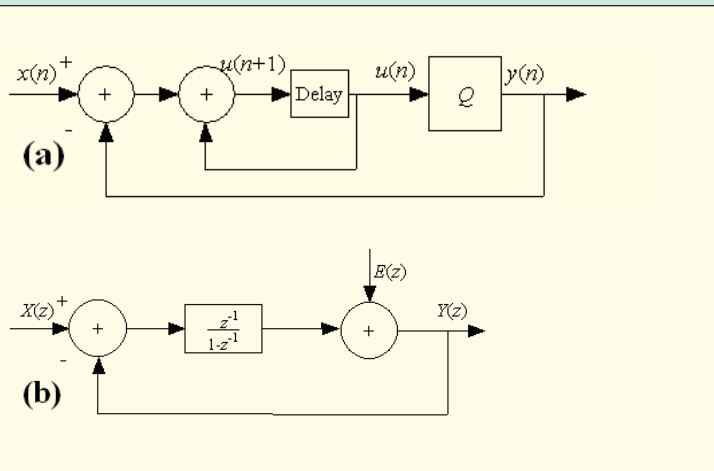 x(n) +
+
+
u(n+1)
Delay
u(n)
Q
y(n)
-
(a)
E(z)
X(z) +
+
z-1
1-z-1
+
Y(z)
-
(b)